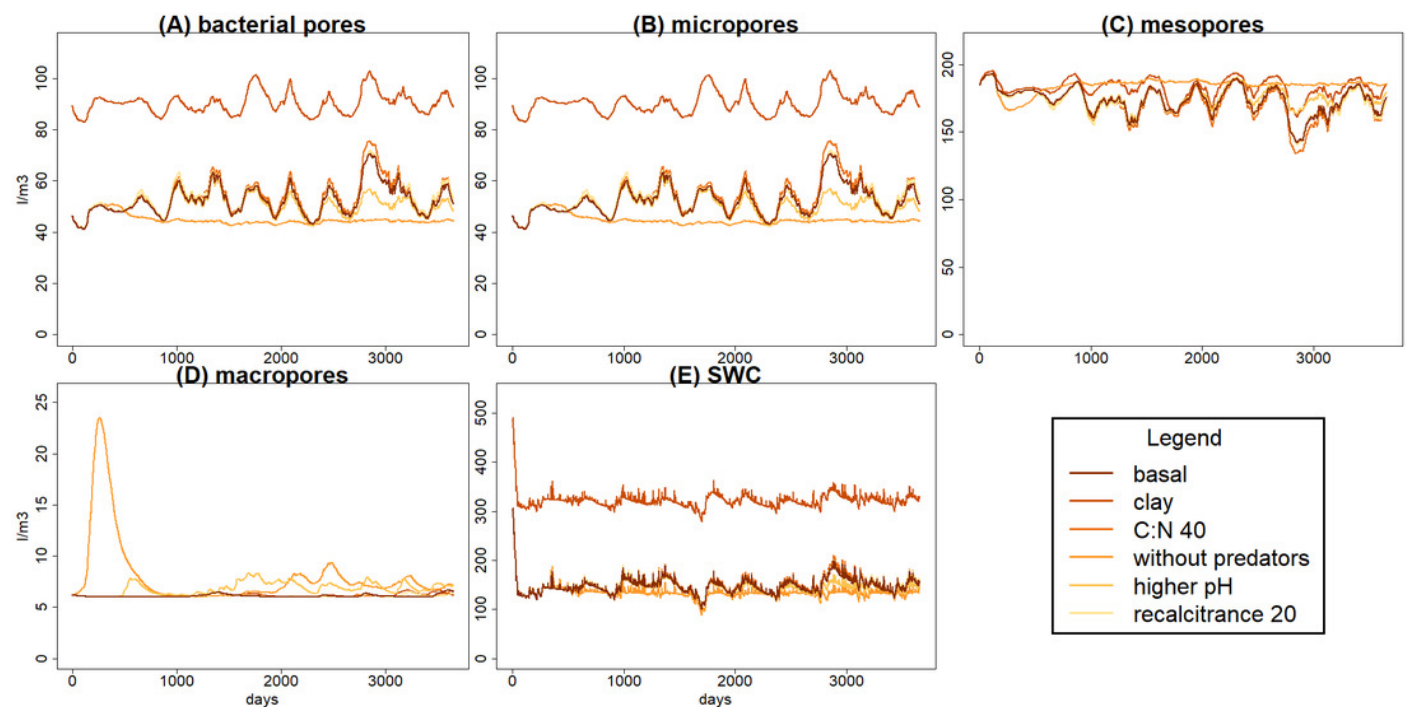 (A) bacterial pores
(B) micropores
(C) mesopores
l/m3
0 20 40 60 80 100
0 20 40 60 80 100
0 50 100 150 200
0 1000 2000 3000
0 1000 2000 3000
0 1000 2000 3000
(D) macropores
(E) SWC
l/m3
0 5 10 15 20 25
0 100 200 300 400 500
0 1000 2000 3000
0 1000 2000 3000
days
days
Legend
basal
clay
C:N 40
without predators
higher pH
recalcitrance 20